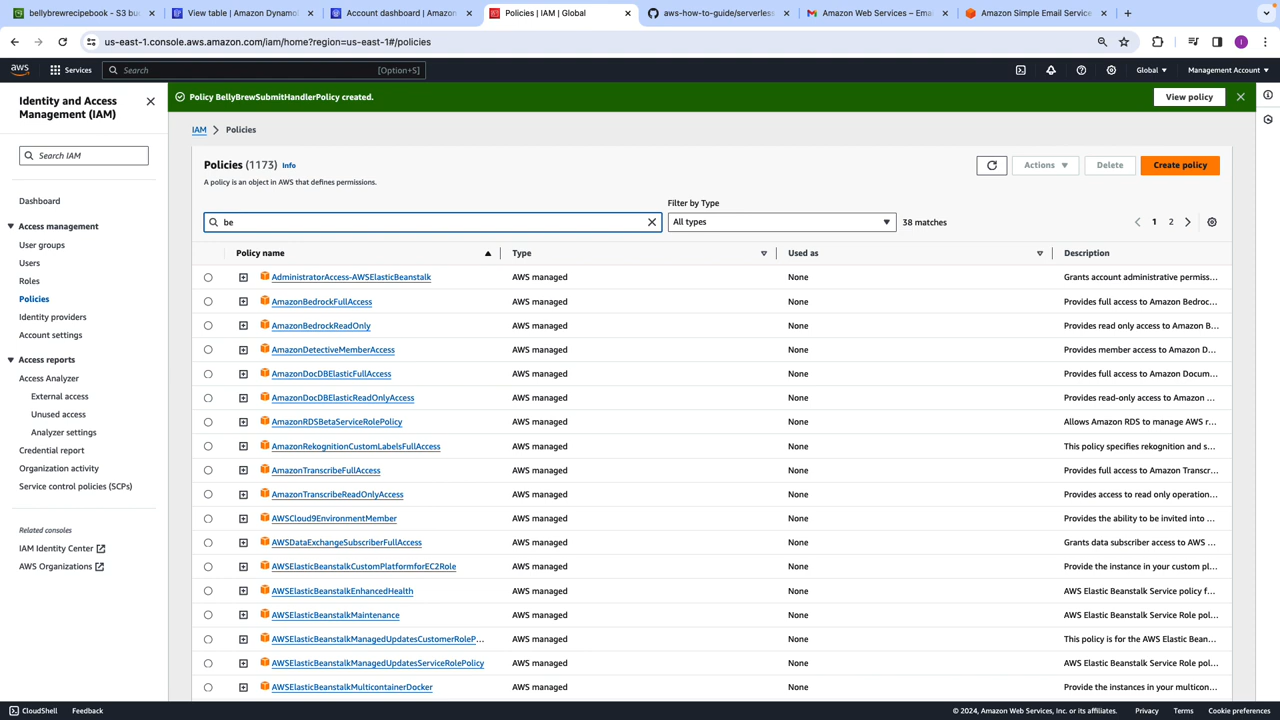 bellybrewrecipebook - S3 bu
View table | Amazon Dynamo
Account dashboard | Amazon
Policies | IAM | Global
aws-how-to-guide/serverless
Amazon Web Services – Ema
Amazon Simple Email Service
us-east-1.console.aws.amazon.com/iam/home?region=us-east-1#/policies
aws
Services
Search
[Option+S]
Global
Management Account
Identity and Access Management (IAM)
Search IAM
Dashboard
Access management
User groups
Users
Roles
Policies
Identity providers
Account settings
Access reports
Access Analyzer
External access
Unused access
Analyzer settings
Credential report
Organization activity
Service control policies (SCPs)
Related consoles
IAM Identity Center
AWS Organizations
Policy BellyBrewSubmitHandlerPolicy created.
View policy
IAM > Policies
Policies (1173) Info
A policy is an object in AWS that defines permissions.
Actions
Delete
Create policy
Filter by Type
be
All types
38 matches
1 2
Policy name Type Used as Description
AdministratorAccess-AWSElasticBeanstalk AWS managed None Grants account administrative permiss...
AmazonBedrockFullAccess AWS managed None Provides full access to Amazon Bedroc...
AmazonBedrockReadOnly AWS managed None Provides read only access to Amazon B...
AmazonDetectiveMemberAccess AWS managed None Provides member access to Amazon D...
AmazonDocDBElasticFullAccess AWS managed None Provides full access to Amazon Docum...
AmazonDocDBElasticReadOnlyAccess AWS managed None Provides read-only access to Amazon ...
AmazonRDSBetaServiceRolePolicy AWS managed None Allows Amazon RDS to manage AWS r...
AmazonRekognitionCustomLabelsFullAccess AWS managed None This policy specifies rekognition and s...
AmazonTranscribeFullAccess AWS managed None Provides full access to Amazon Transcr...
AmazonTranscribeReadOnlyAccess AWS managed None Provides access to read only operation...
AWSCloud9EnvironmentMember AWS managed None Provides the ability to be invited into ...
AWSDataExchangeSubscriberFullAccess AWS managed None Grants data subscriber access to AWS ...
AWSElasticBeanstalkCustomPlatformforEC2Role AWS managed None Provide the instance in your custom pl...
AWSElasticBeanstalkEnhancedHealth AWS managed None AWS Elastic Beanstalk Service policy f...
AWSElasticBeanstalkMaintenance AWS managed None AWS Elastic Beanstalk Service Role pol...
AWSElasticBeanstalkManagedUpdatesCustomerRoleP... AWS managed None This policy is for the AWS Elastic Bean...
AWSElasticBeanstalkManagedUpdatesServiceRolePolicy AWS managed None AWS Elastic Beanstalk Service Role pol...
AWSElasticBeanstalkMulticontainerDocker AWS managed None Provide the instances in your multicon...
CloudShell
Feedback
© 2024, Amazon Web Services, Inc. or its affiliates.
Privacy
Terms
Cookie preferences